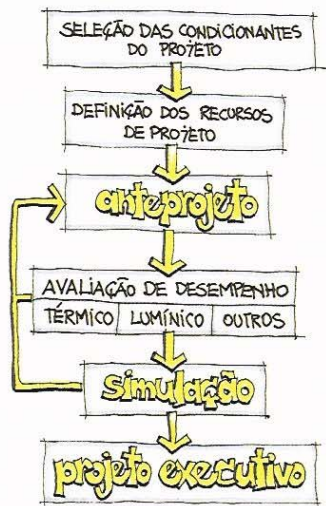 SELEÇÃO DAS CONDICIONANTES
DO PROJETO
DEFINIÇÃO DOS RECURSOS
DE PROJETO
anteprojeto
AVALIAÇÃO DE DESEMPENHO
TÉRMICO LUMÍNICO OUTROS
simulação
projeto executivo